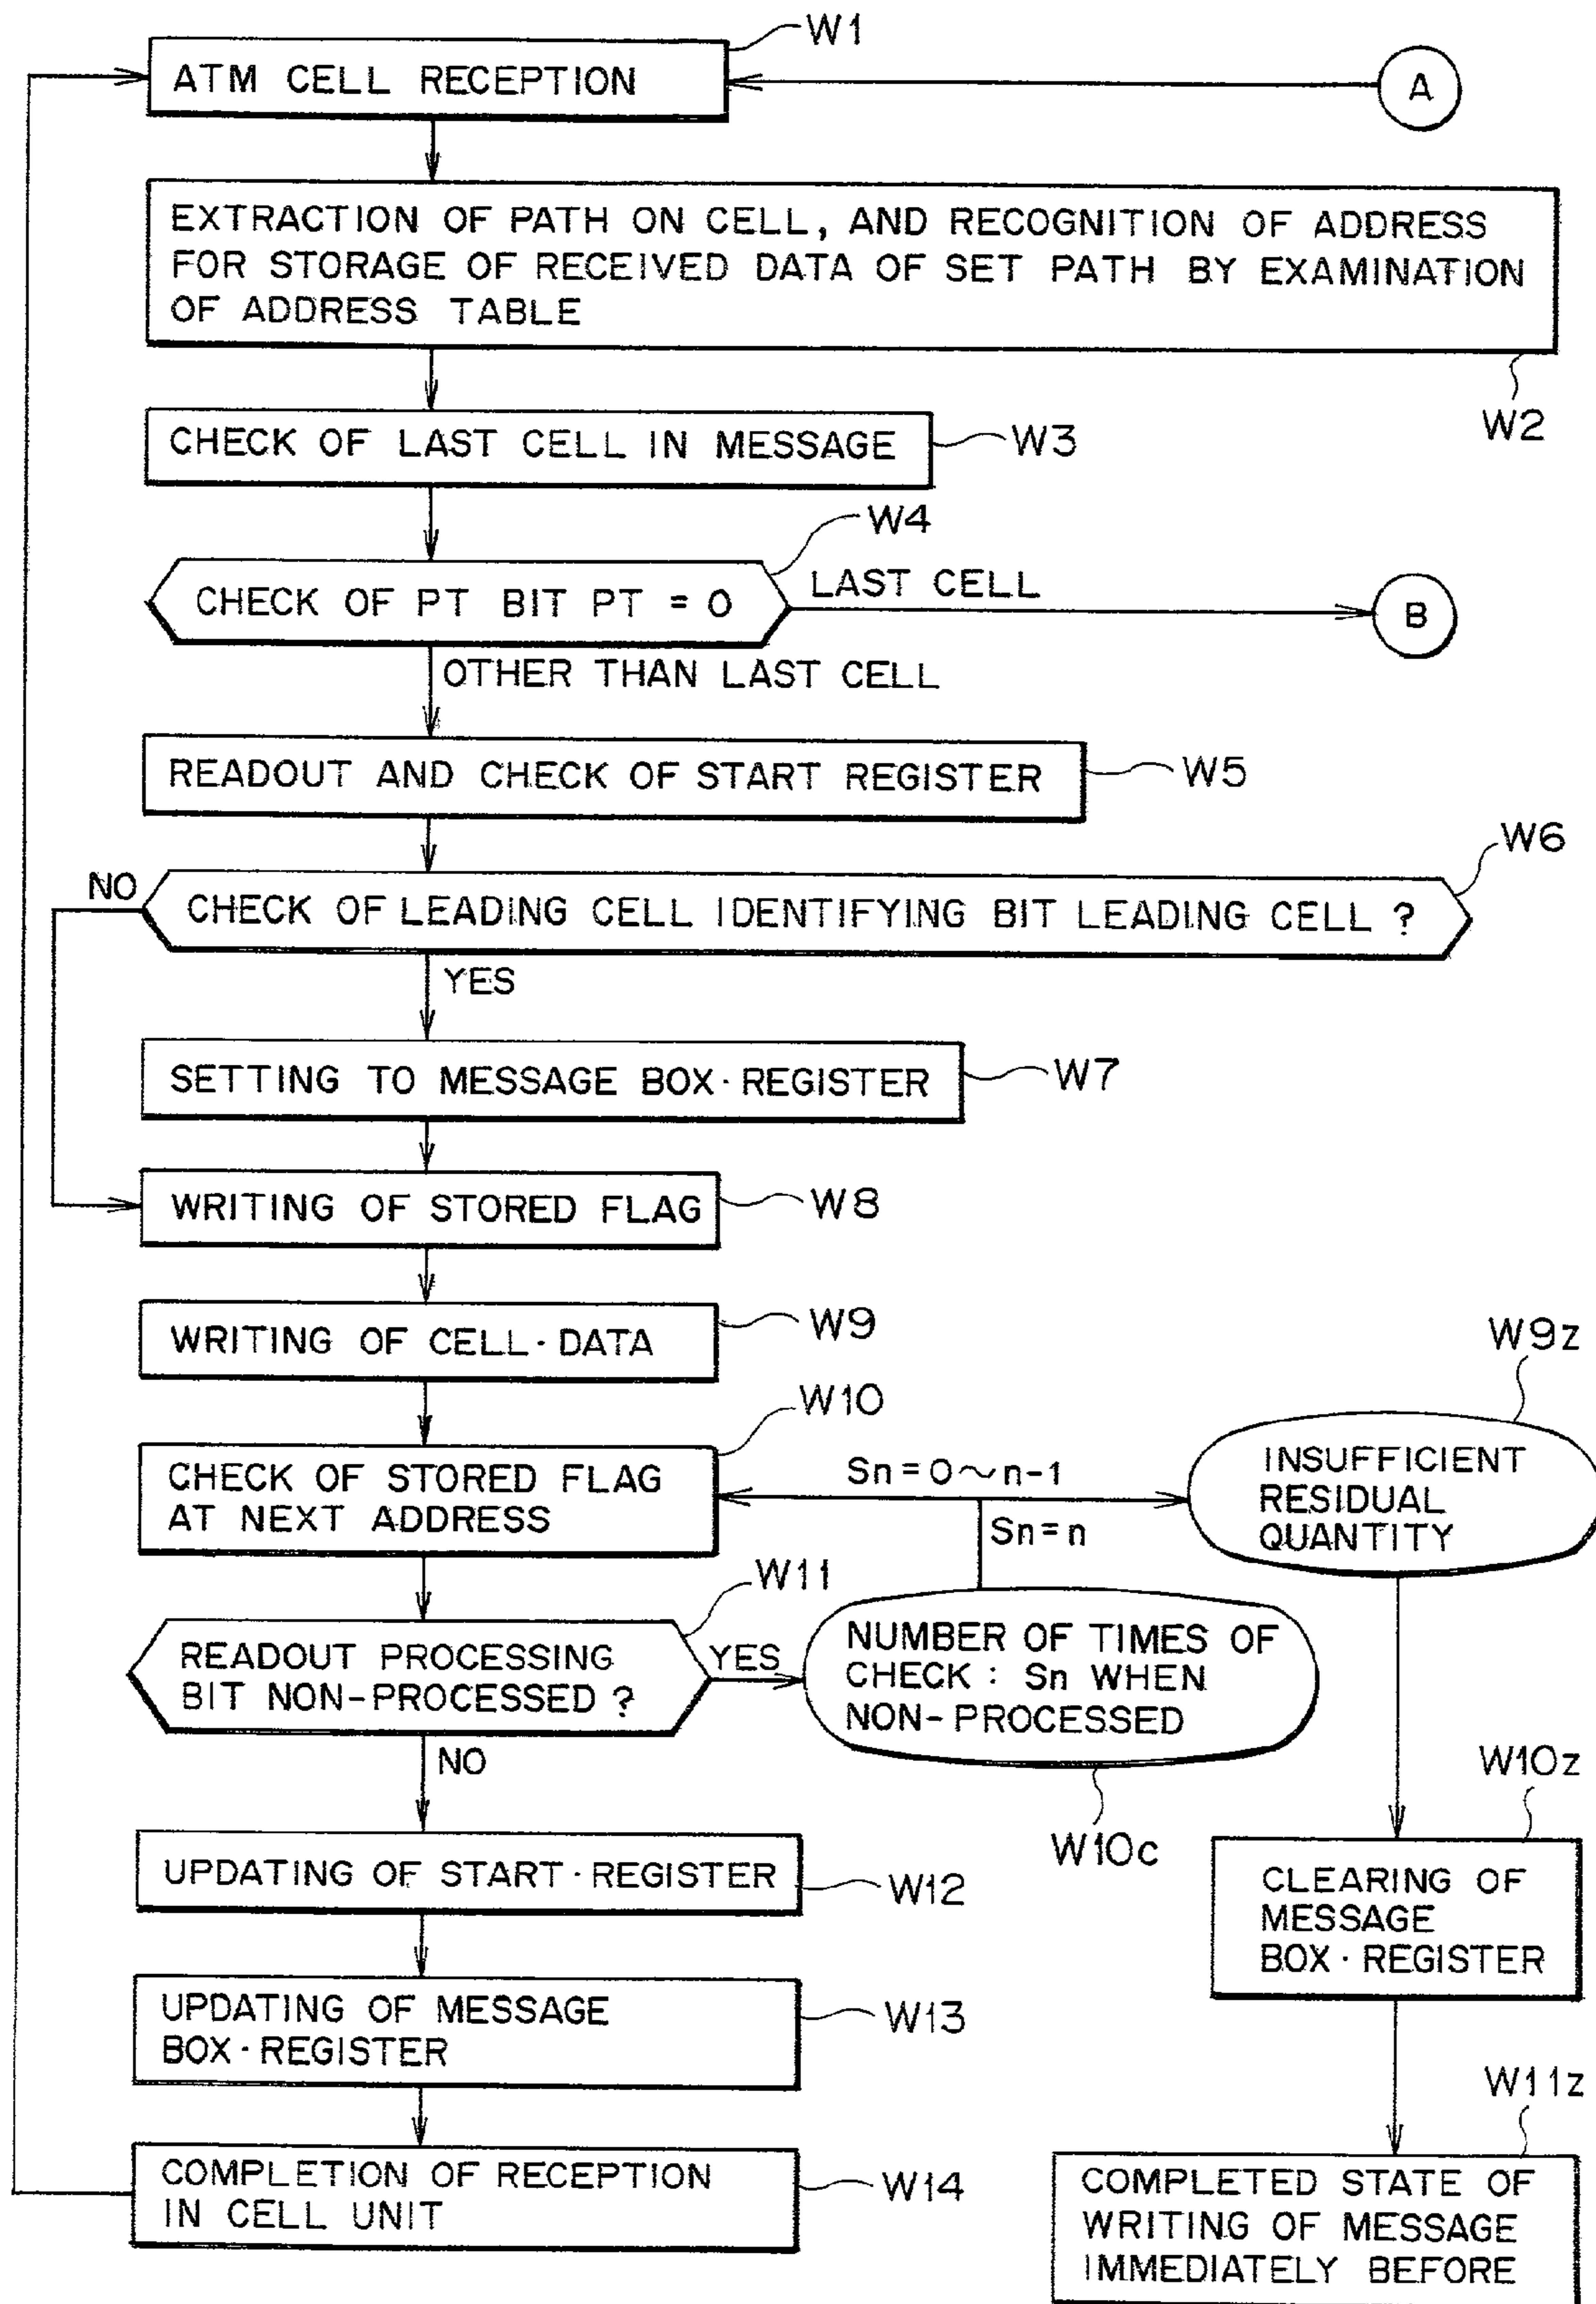 W1
ATM CELL RECEPTION
A
EXTRACTION OF PATH ON CELL, AND RECOGNITION OF ADDRESS
FOR STORAGE OF RECEIVED DATA OF SET PATH BY EXAMINATION
OF ADDRESS TABLE
W2
CHECK OF LAST CELL IN MESSAGE
W3
W4
CHECK OF PT BIT PT = 0
LAST CELL
B
OTHER THAN LAST CELL
READOUT AND CHECK OF START REGISTER
W5
W6
NO
CHECK OF LEADING CELL IDENTIFYING BIT LEADING CELL ?
YES
SETTING TO MESSAGE BOX·REGISTER
W7
WRITING OF STORED FLAG
W8
WRITING OF CELL·DATA
W9
W9z
W10
CHECK OF STORED FLAG
AT NEXT ADDRESS
Sn=0~n-1
Sn=n
INSUFFICIENT
RESIDUAL
QUANTITY
W11
READOUT PROCESSING
BIT NON-PROCESSED ?
YES
NUMBER OF TIMES OF
CHECK : Sn WHEN
NON-PROCESSED
NO
W10c
W10z
UPDATING OF START·REGISTER
W12
CLEARING OF
MESSAGE
BOX·REGISTER
UPDATING OF MESSAGE
BOX·REGISTER
W13
W11z
COMPLETION OF RECEPTION
IN CELL UNIT
W14
COMPLETED STATE OF
WRITING OF MESSAGE
IMMEDIATELY BEFORE